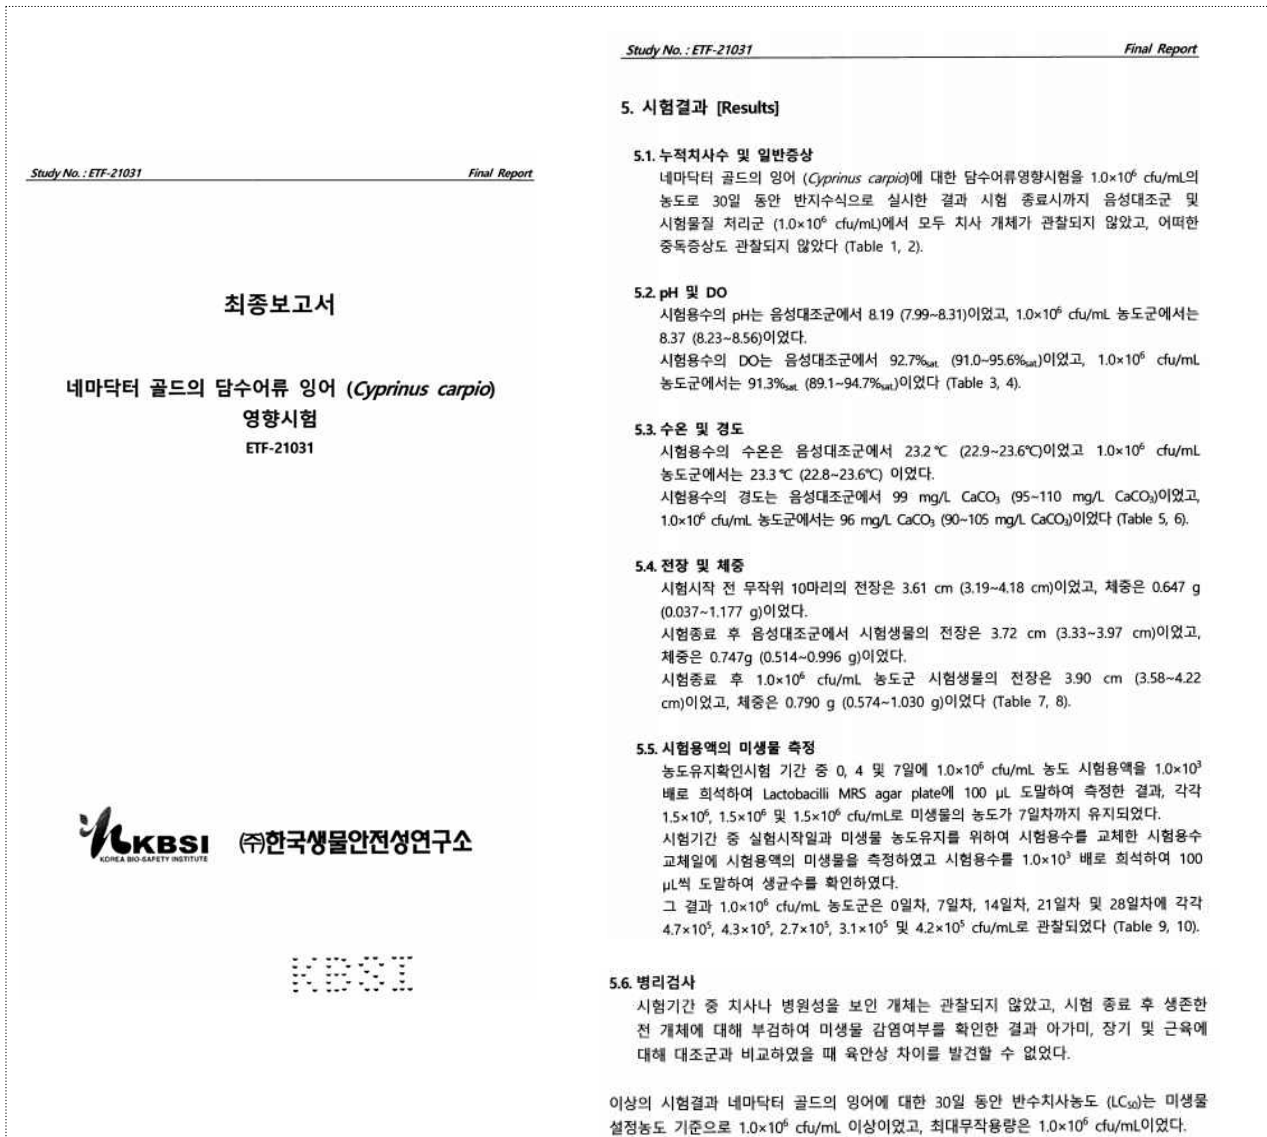 Study No. : ETF-21031 Final Report
최종보고서
네마닥터 골드의 담수어류 잉어 (Cyprinus carpio)
영향시험
ETF-21031
KBSI
KOREA BIO-SAFETY INSTITUTE
(주)한국생물안전성연구소
KBSI
Study No. : ETF-21031 Final Report
5. 시험결과 [Results]
5.1. 누적치사수 및 일반증상
네마닥터 골드의 잉어 (Cyprinus carpio)에 대한 담수어류영향시험을 1.0×10⁶ cfu/mL의
농도로 30일 동안 반지수식으로 실시한 결과 시험 종료시까지 음성대조군 및
시험물질 처리군 (1.0×10⁶ cfu/mL)에서 모두 치사 개체가 관찰되지 않았고, 어떠한
중독증상도 관찰되지 않았다 (Table 1, 2).
5.2. pH 및 DO
시험용수의 pH는 음성대조군에서 8.19 (7.99~8.31)이었고, 1.0×10⁶ cfu/mL 농도군에서는
8.37 (8.23~8.56)이었다.
시험용수의 DO는 음성대조군에서 92.7%sat. (91.0~95.6%sat.)이었고, 1.0×10⁶ cfu/mL
농도군에서는 91.3%sat. (89.1~94.7%sat.)이었다 (Table 3, 4).
5.3. 수온 및 경도
시험용수의 수온은 음성대조군에서 23.2℃ (22.9~23.6℃)이었고 1.0×10⁶ cfu/mL
농도군에서는 23.3℃ (22.8~23.6℃) 이었다.
시험용수의 경도는 음성대조군에서 99 mg/L CaCO₃ (95~110 mg/L CaCO₃)이었고,
1.0×10⁶ cfu/mL 농도군에서는 96 mg/L CaCO₃ (90~105 mg/L CaCO₃)이었다 (Table 5, 6).
5.4. 전장 및 체중
시험시작 전 무작위 10마리의 전장은 3.61 cm (3.19~4.18 cm)이었고, 체중은 0.647 g
(0.037~1.177 g)이었다.
시험종료 후 음성대조군에서 시험생물의 전장은 3.72 cm (3.33~3.97 cm)이었고,
체중은 0.747g (0.514~0.996 g)이었다.
시험종료 후 1.0×10⁶ cfu/mL 농도군 시험생물의 전장은 3.90 cm (3.58~4.22
cm)이었고, 체중은 0.790 g (0.574~1.030 g)이었다 (Table 7, 8).
5.5. 시험용액의 미생물 측정
농도유지확인시험 기간 중 0, 4 및 7일에 1.0×10⁶ cfu/mL 농도 시험용액을 1.0×10³
배로 희석하여 Lactobacilli MRS agar plate에 100 μL 도말하여 측정한 결과, 각각
1.5×10⁶, 1.5×10⁶ 및 1.5×10⁶ cfu/mL로 미생물의 농도가 7일차까지 유지되었다.
시험기간 중 실험시작일과 미생물 농도유지를 위하여 시험용수를 교체한 시험용수
교체일에 시험용액의 미생물을 측정하였고 시험용수를 1.0×10³ 배로 희석하여 100
μL씩 도말하여 생균수를 확인하였다.
그 결과 1.0×10⁶ cfu/mL 농도군은 0일차, 7일차, 14일차, 21일차 및 28일차에 각각
4.7×10⁵, 4.3×10⁵, 2.7×10⁵, 3.1×10⁵ 및 4.2×10⁵ cfu/mL로 관찰되었다 (Table 9, 10).
5.6. 병리검사
시험기간 중 치사나 병원성을 보인 개체는 관찰되지 않았고, 시험 종료 후 생존한
전 개체에 대해 부검하여 미생물 감염여부를 확인한 결과 아가미, 장기 및 근육에
대해 대조군과 비교하였을 때 육안상 차이를 발견할 수 없었다.
이상의 시험결과 네마닥터 골드의 잉어에 대한 30일 동안 반수치사농도 (LC₅₀)는 미생물
설정농도 기준으로 1.0×10⁶ cfu/mL 이상이었고, 최대무작용량은 1.0×10⁶ cfu/mL이었다.